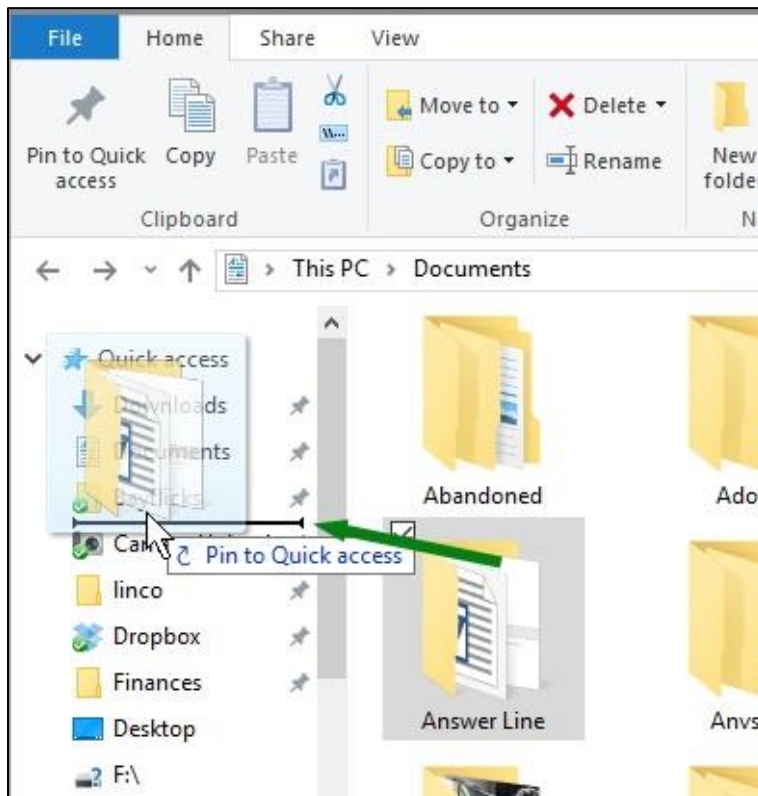 File Home Share View
Move to Delete
Pin to Quick access Copy Paste Copy to Rename New
Clipboard Organize N
This PC > Documents
Quick access
Downloads
Documents
Abandoned Ado
Pin to Quick access
linco
Dropbox
Finances
Answer Line Anvs
Desktop
F:\